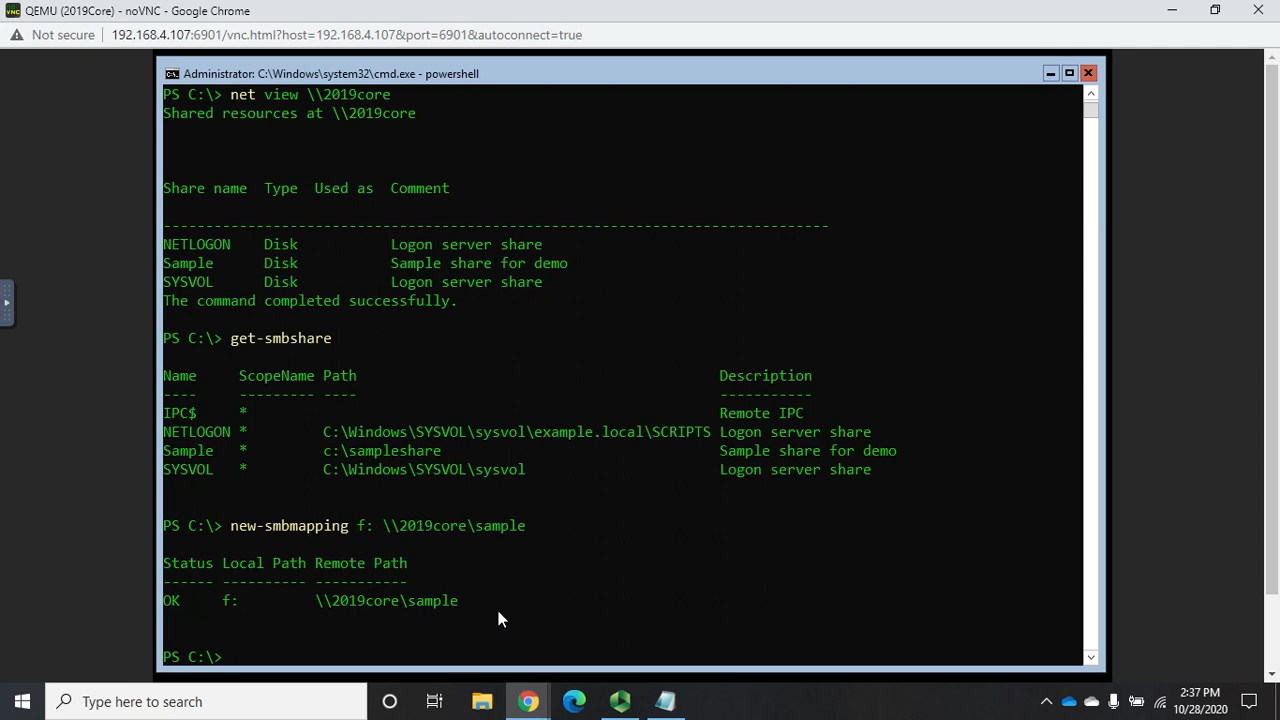 QEMU (2019Core) - noVNC - Google Chrome
Not secure 192.168.4.107:6901/vnc.html?host=192.168.4.107&port=6901&autoconnect=true
Administrator: C:\Windows\system32\cmd.exe - powershell
PS C:\> net view \\2019core
Shared resources at \\2019core
Share name Type Used as Comment
-------------------------------------------------------------------------------
NETLOGON Disk Logon server share
Sample Disk Sample share for demo
SYSVOL Disk Logon server share
The command completed successfully.
PS C:\> get-smbshare
Name ScopeName Path Description
---- --------- ---- -----------
IPC$ * Remote IPC
NETLOGON * C:\Windows\SYSVOL\sysvol\example.local\SCRIPTS Logon server share
Sample * c:\sampleshare Sample share for demo
SYSVOL * C:\Windows\SYSVOL\sysvol Logon server share
PS C:\> new-smbmapping f: \\2019core\sample
Status Local Path Remote Path
------ ---------- -----------
OK f: \\2019core\sample
PS C:\>
Type here to search
2:37 PM
10/28/2020